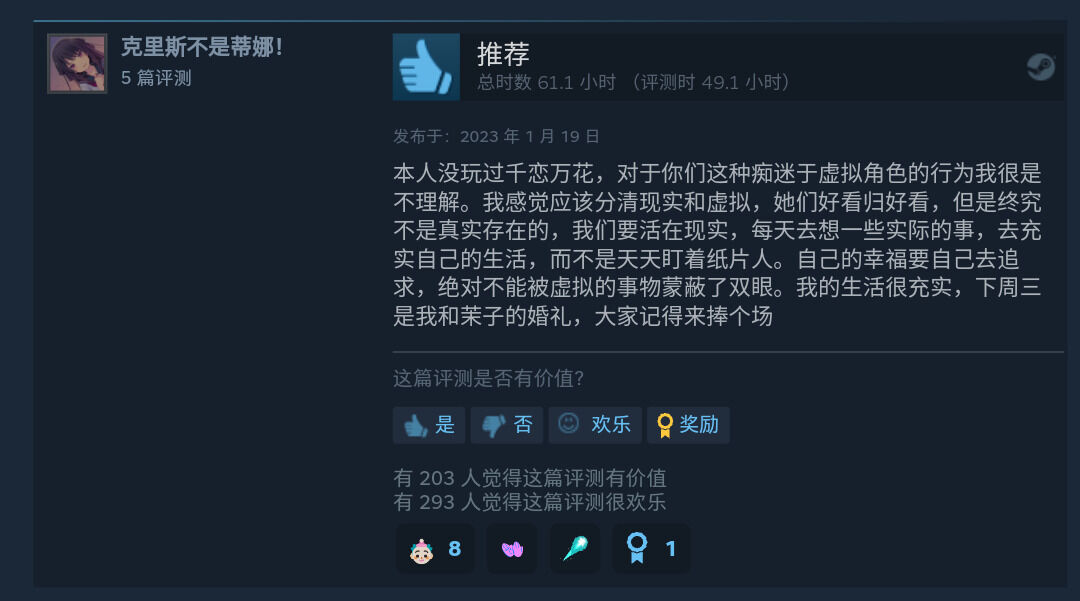 克里斯不是蒂娜！
5 篇评测
推荐
总时数 61.1 小时 （评测时 49.1 小时）
发布于：2023 年 1 月 19 日
本人没玩过千恋万花，对于你们这种痴迷于虚拟角色的行为我很是
不理解。我感觉应该分清现实和虚拟，她们好看归好看，但是终究
不是真实存在的，我们要活在现实，每天去想一些实际的事，去充
实自己的生活，而不是天天盯着纸片人。自己的幸福要自己去追
求，绝对不能被虚拟的事物蒙蔽了双眼。我的生活很充实，下周三
是我和茉子的婚礼，大家记得来捧个场
这篇评测是否有价值？
是 否 欢乐 奖励
有 203 人觉得这篇评测有价值
有 293 人觉得这篇评测很欢乐
8 1